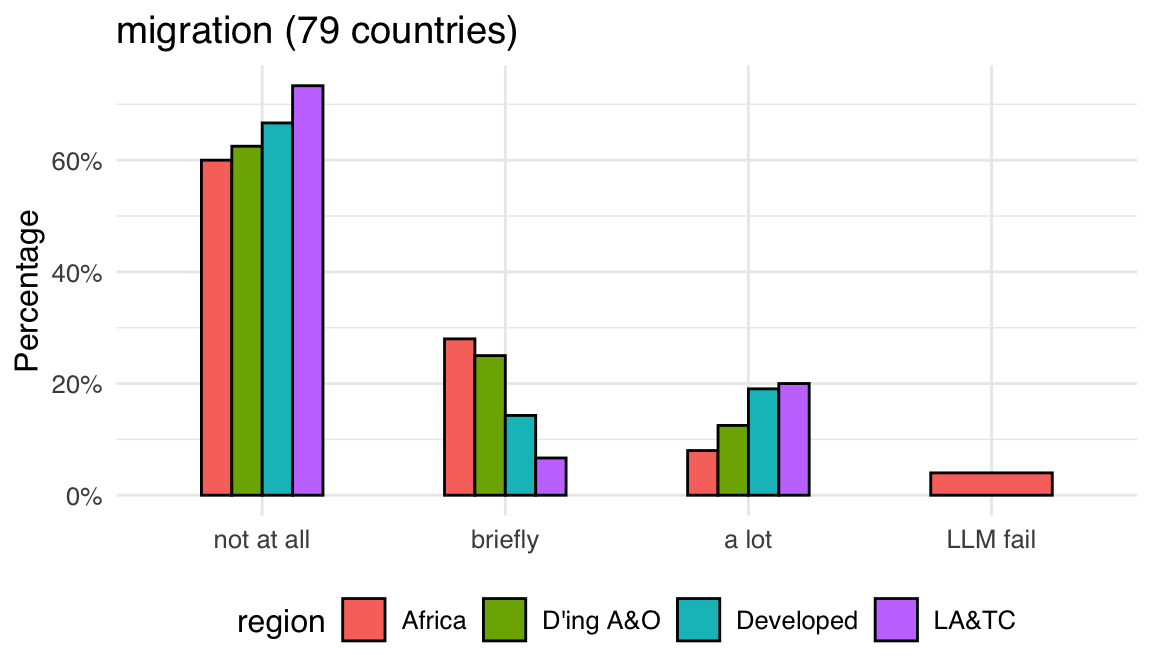 migration (79 countries)
Percentage
60%
40%
20%
0%
not at all briefly a lot LLM fail
region Africa D'ing A&O Developed LA&TC